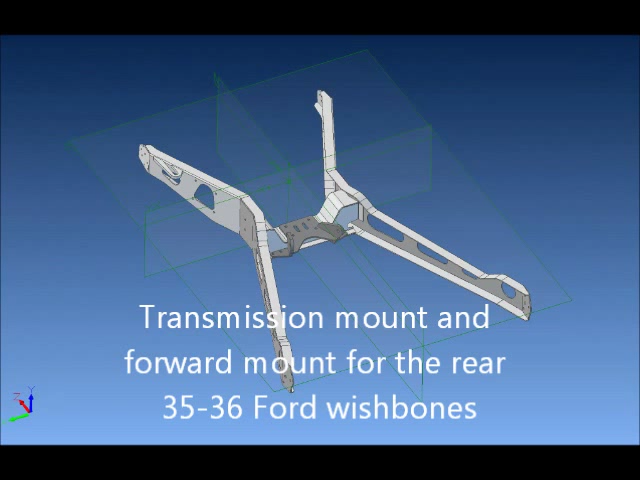 Transmission mount and
forward mount for the rear
35-36 Ford wishbones